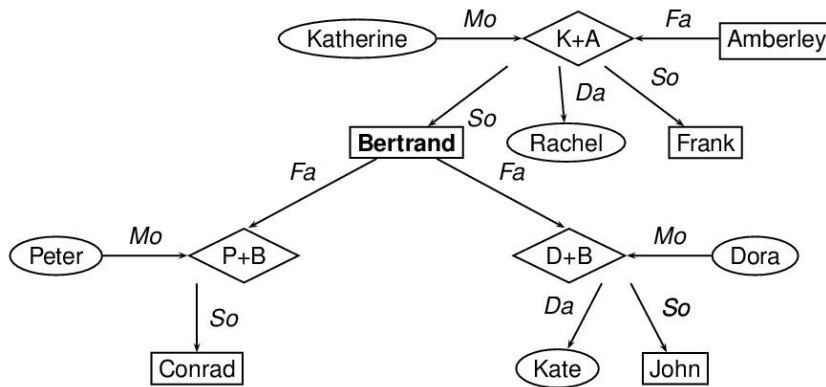 Katherine Mo K+A Fa Amberley
So Da So
Bertrand Rachel Frank
Fa Fa
Peter Mo P+B D+B Mo Dora
So Da So
Conrad Kate John